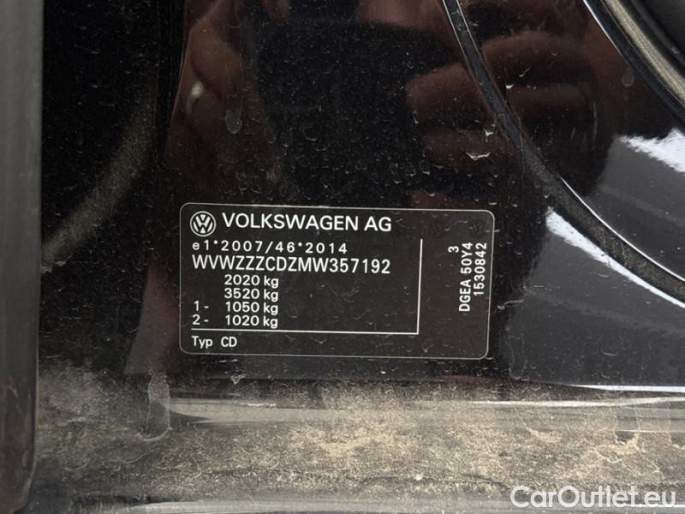 VOLKSWAGEN AG
e1*2007/46*2014
WVWZZZCDZMW357192
2020 kg
3520 kg
1- 1050 kg
2- 1020 kg
Typ CD
3
DGEA 50Y4
1530842
CarOutlet.eu